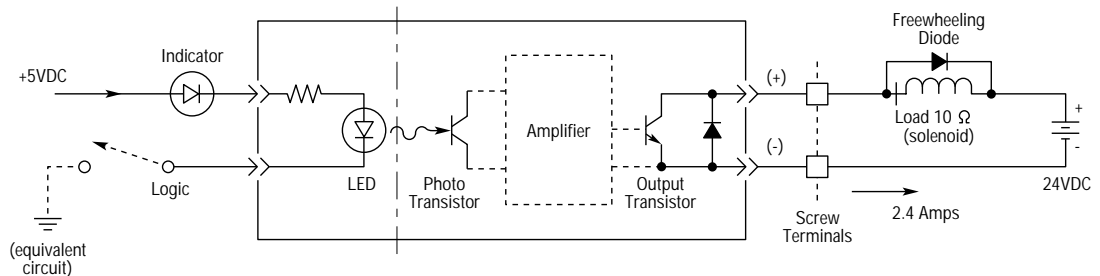 Freewheeling
Diode
Indicator
+5VDC
(+)
+
Load 10 Ω
(solenoid)
Amplifier
-
(-)
24VDC
Logic
LED
Photo
Transistor
Output
Transistor
2.4 Amps
Screw
Terminals
(equivalent
circuit)